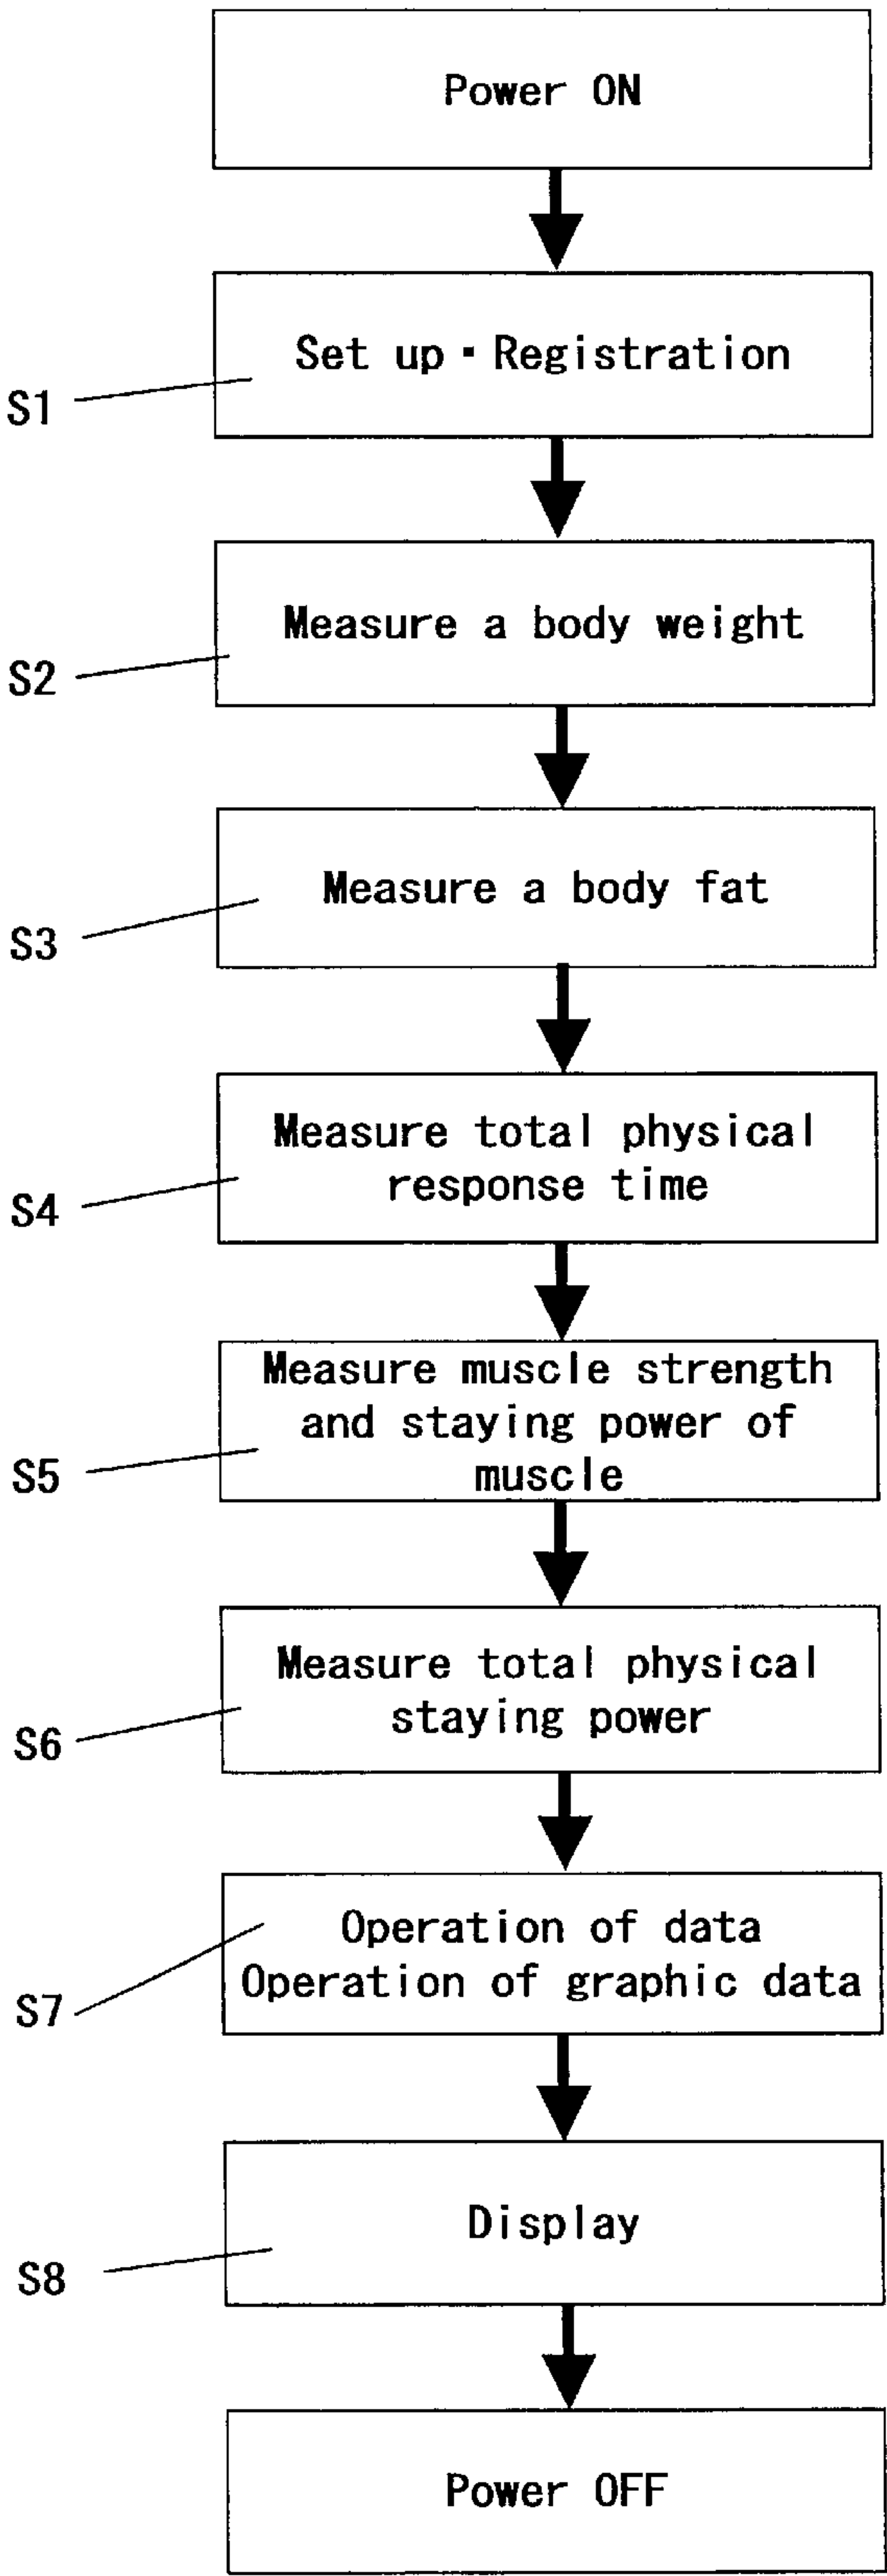 Power ON
Set up・Registration
S1
Measure a body weight
S2
Measure a body fat
S3
Measure total physical
response time
S4
Measure muscle strength
and staying power of
muscle
S5
Measure total physical
staying power
S6
Operation of data
Operation of graphic data
S7
Display
S8
Power OFF